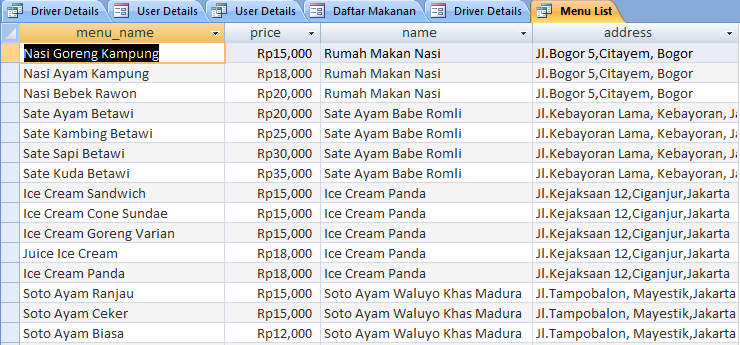 Driver Details User Details User Details Daftar Makanan Driver Details Menu List
menu_name price name address
Nasi Goreng Kampung Rp15,000 Rumah Makan Nasi Jl.Bogor 5,Citayem, Bogor
Nasi Ayam Kampung Rp18,000 Rumah Makan Nasi Jl.Bogor 5,Citayem, Bogor
Nasi Bebek Rawon Rp20,000 Rumah Makan Nasi Jl.Bogor 5,Citayem, Bogor
Sate Ayam Betawi Rp20,000 Sate Ayam Babe Romli Jl.Kebayoran Lama, Kebayoran, Ja
Sate Kambing Betawi Rp25,000 Sate Ayam Babe Romli Jl.Kebayoran Lama, Kebayoran, Ja
Sate Sapi Betawi Rp30,000 Sate Ayam Babe Romli Jl.Kebayoran Lama, Kebayoran, Ja
Sate Kuda Betawi Rp35,000 Sate Ayam Babe Romli Jl.Kebayoran Lama, Kebayoran, Ja
Ice Cream Sandwich Rp15,000 Ice Cream Panda Jl.Kejaksaan 12,Ciganjur,Jakarta
Ice Cream Cone Sundae Rp15,000 Ice Cream Panda Jl.Kejaksaan 12,Ciganjur,Jakarta
Ice Cream Goreng Varian Rp15,000 Ice Cream Panda Jl.Kejaksaan 12,Ciganjur,Jakarta
Juice Ice Cream Rp18,000 Ice Cream Panda Jl.Kejaksaan 12,Ciganjur,Jakarta
Ice Cream Panda Rp18,000 Ice Cream Panda Jl.Kejaksaan 12,Ciganjur,Jakarta
Soto Ayam Ranjau Rp15,000 Soto Ayam Waluyo Khas Madura Jl.Tampobalon, Mayestik,Jakarta
Soto Ayam Ceker Rp15,000 Soto Ayam Waluyo Khas Madura Jl.Tampobalon, Mayestik,Jakarta
Soto Ayam Biasa Rp12,000 Soto Ayam Waluyo Khas Madura Jl.Tampobalon, Mayestik,Jakarta